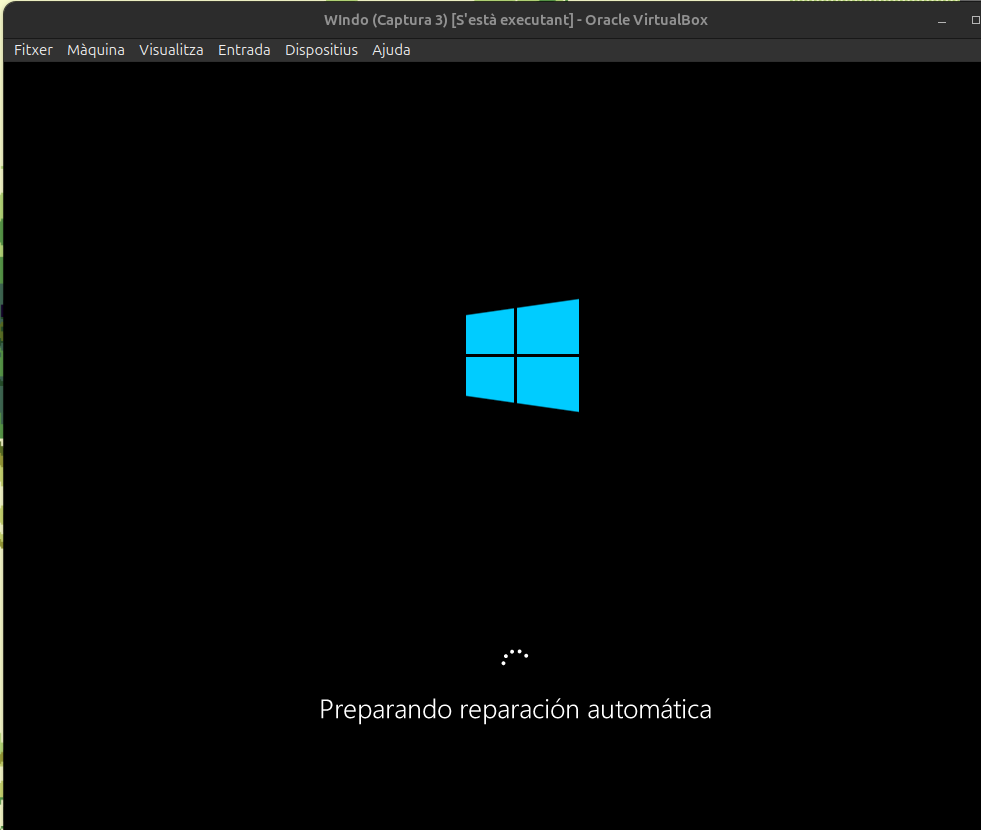 WIndo (Captura 3) [S'està executant] - Oracle VirtualBox
Fitxer Màquina Visualitza Entrada Dispositius Ajuda
Preparando reparación automática